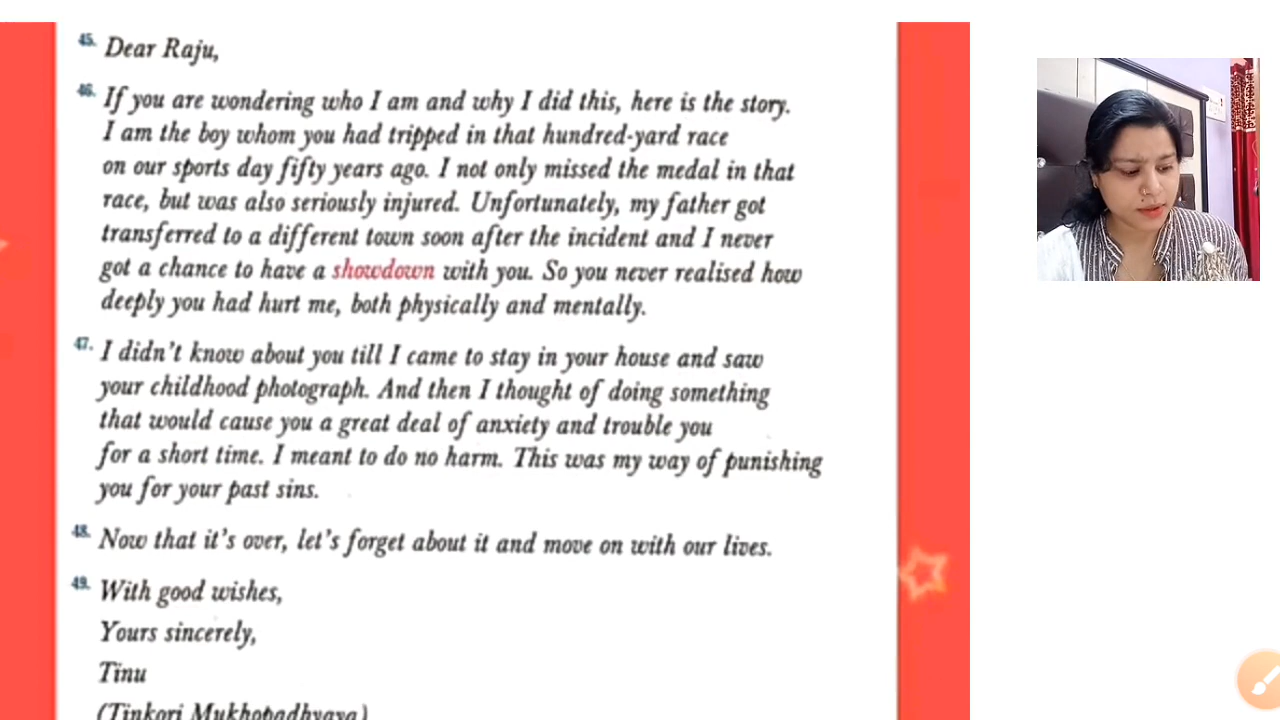 45. Dear Raju,
46. If you are wondering who I am and why I did this, here is the story.
I am the boy whom you had tripped in that hundred-yard race
on our sports day fifty years ago. I not only missed the medal in that
race, but was also seriously injured. Unfortunately, my father got
transferred to a different town soon after the incident and I never
got a chance to have a showdown with you. So you never realised how
deeply you had hurt me, both physically and mentally.
47. I didn't know about you till I came to stay in your house and saw
your childhood photograph. And then I thought of doing something
that would cause you a great deal of anxiety and trouble you
for a short time. I meant to do no harm. This was my way of punishing
you for your past sins.
48. Now that it's over, let's forget about it and move on with our lives.
49. With good wishes,
Yours sincerely,
Tinu
(Tinkori Mukhopadhyaya)